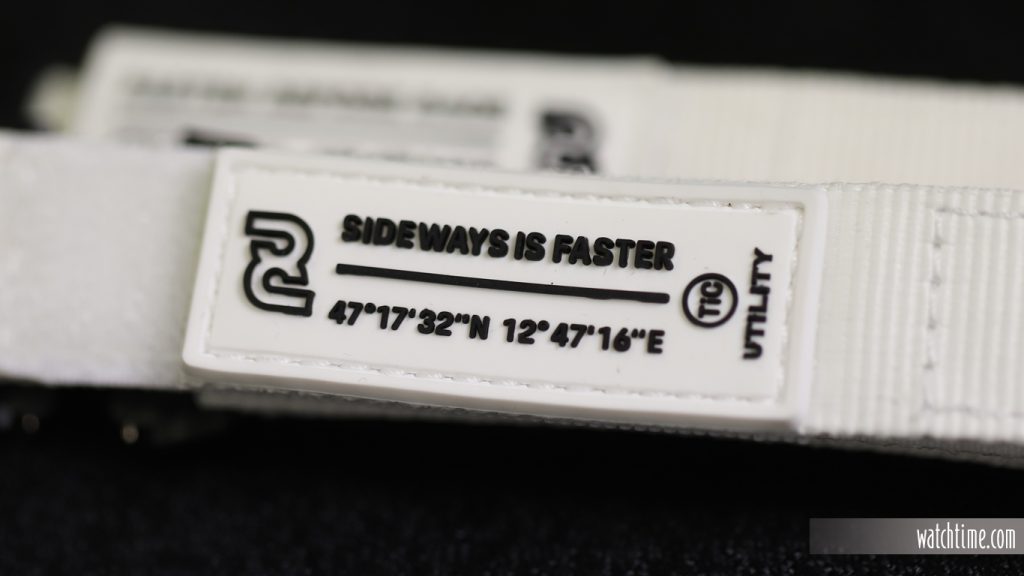 SIDEWAYS IS FASTER
47°17'32"N 12°47'16"E
TIC
UTILITY
watchtime.com